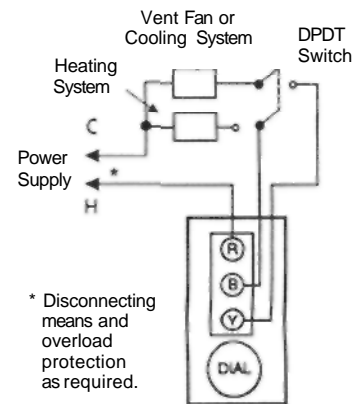 Vent Fan or
Cooling System
DPDT
Switch
Heating
System
C
Power
Supply
*
H
R
B
Y
DIAL
* Disconnecting
means and
overload
protection
as required.